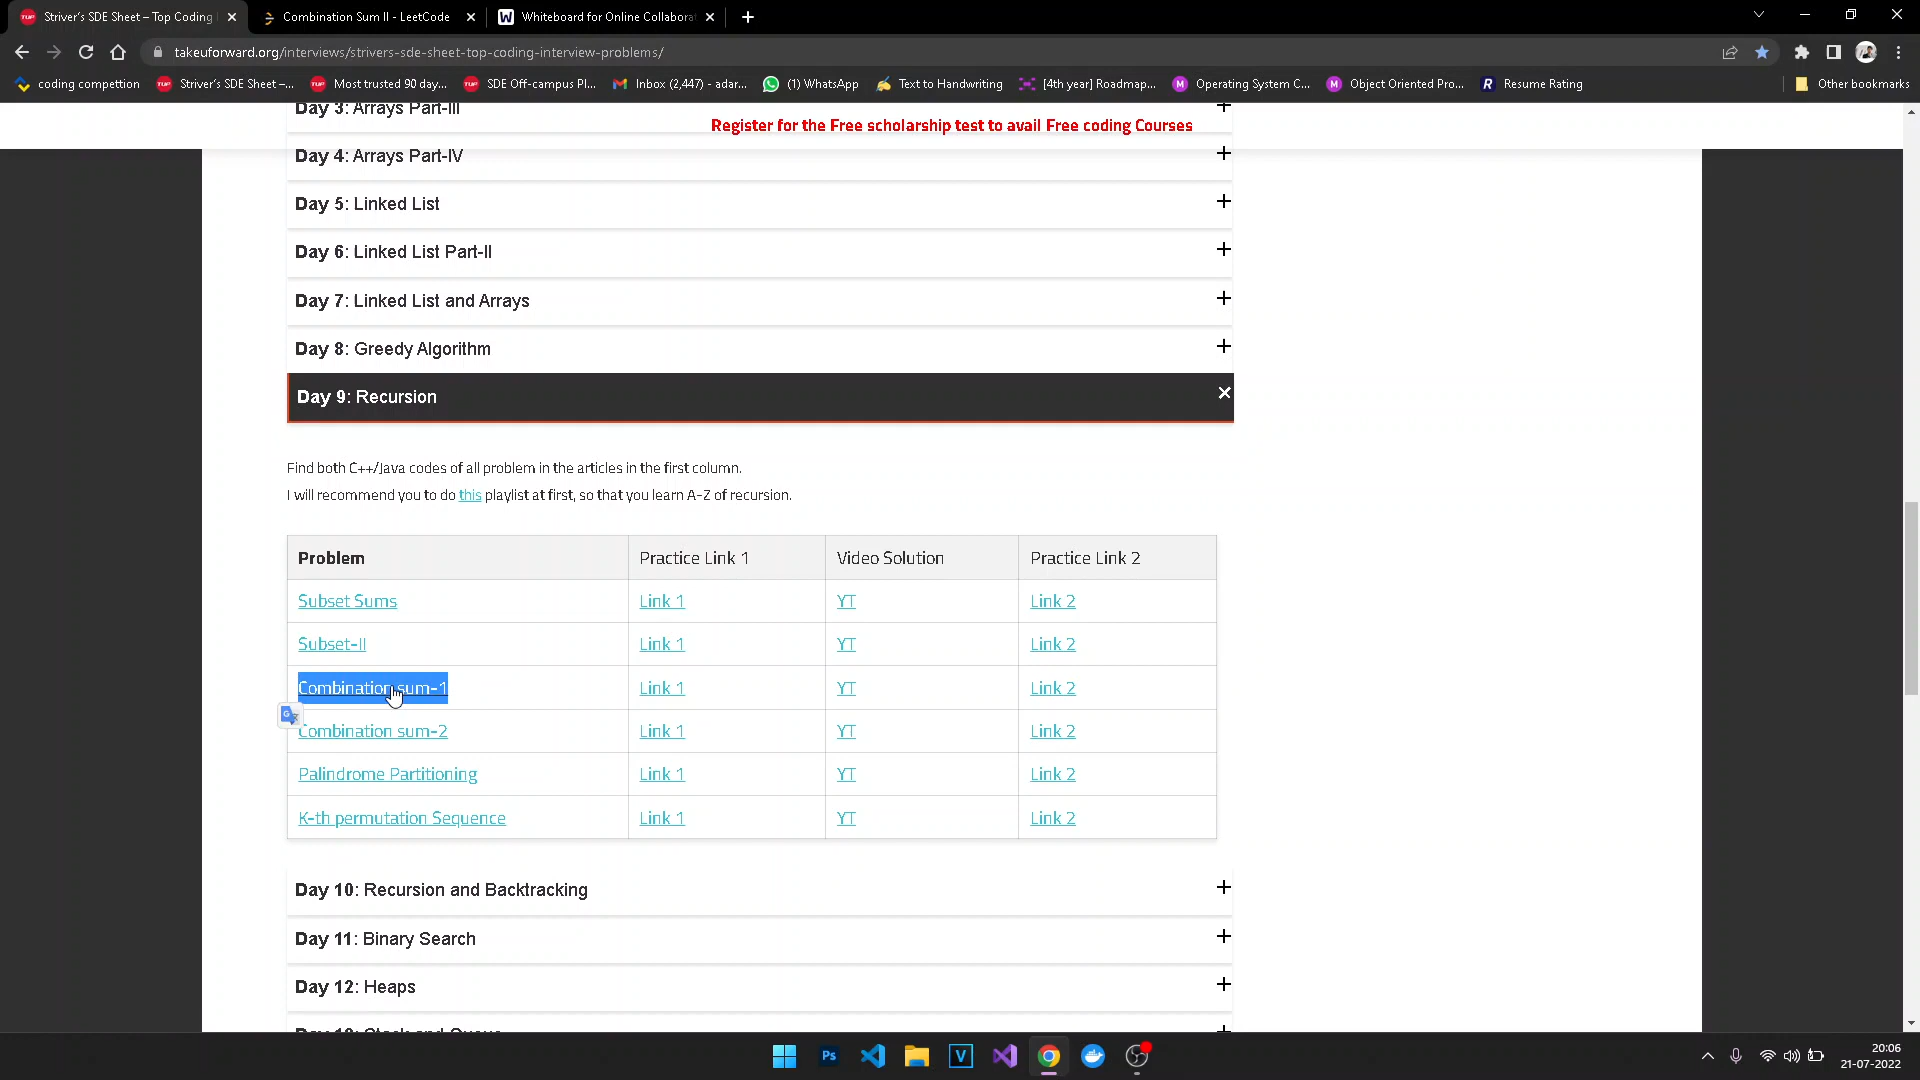 Striver's SDE Sheet – Top Coding
Combination Sum II - LeetCode
Whiteboard for Online Collabora
takeuforward.org/interviews/strivers-sde-sheet-top-coding-interview-problems/
coding competition
Striver's SDE Sheet –...
Most trusted 90 day...
SDE Off-campus Pl...
Inbox (2,447) - adar...
(1) WhatsApp
Text to Handwriting
[4th year] Roadmap...
Operating System C...
Object Oriented Pro...
Resume Rating
Other bookmarks
Day 3: Arrays Part-III
Register for the Free scholarship test to avail Free coding Courses
Day 4: Arrays Part-IV
Day 5: Linked List
Day 6: Linked List Part-II
Day 7: Linked List and Arrays
Day 8: Greedy Algorithm
Day 9: Recursion
Find both C++/Java codes of all problem in the articles in the first column.
I will recommend you to do this playlist at first, so that you learn A-Z of recursion.
Problem Practice Link 1 Video Solution Practice Link 2
Subset Sums Link 1 YT Link 2
Subset-II Link 1 YT Link 2
Combination sum-1 Link 1 YT Link 2
Combination sum-2 Link 1 YT Link 2
Palindrome Partitioning Link 1 YT Link 2
K-th permutation Sequence Link 1 YT Link 2
Day 10: Recursion and Backtracking
Day 11: Binary Search
Day 12: Heaps
20:06
21-07-2022